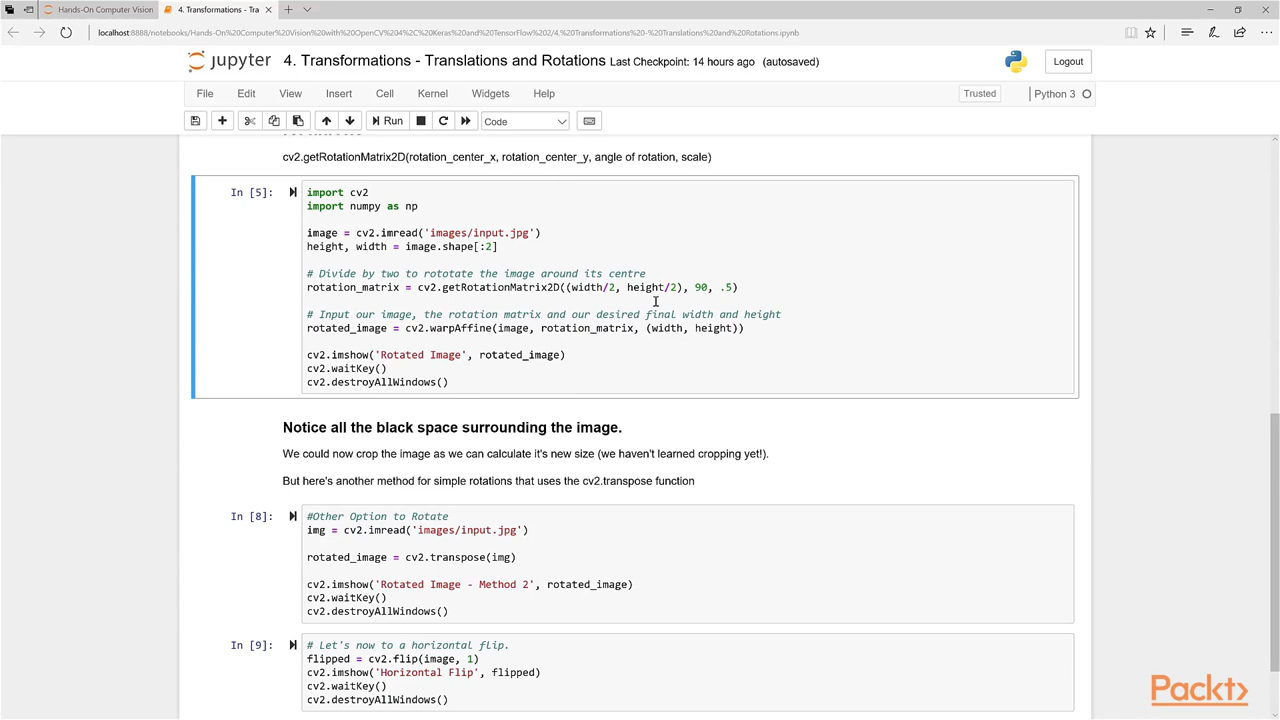 Hands-On Computer Vision
4. Transformations - Tra
localhost:8888/notebooks/Hands-On%20Computer%20Vision%20with%20OpenCV%204%2C%20Keras%20and%20TensorFlow%202/4.Transformations%20-%20Translations%20and%20Rotations.ipynb
jupyter 4. Transformations - Translations and Rotations Last Checkpoint: 14 hours ago (autosaved)
Logout
File Edit View Insert Cell Kernel Widgets Help
Trusted
Python 3
Run
Code
cv2.getRotationMatrix2D(rotation_center_x, rotation_center_y, angle of rotation, scale)
In [5]:
import cv2
import numpy as np
image = cv2.imread('images/input.jpg')
height, width = image.shape[:2]
# Divide by two to rototate the image around its centre
rotation_matrix = cv2.getRotationMatrix2D((width/2, height/2), 90, .5)
# Input our image, the rotation matrix and our desired final width and height
rotated_image = cv2.warpAffine(image, rotation_matrix, (width, height))
cv2.imshow('Rotated Image', rotated_image)
cv2.waitKey()
cv2.destroyAllWindows()
Notice all the black space surrounding the image.
We could now crop the image as we can calculate it's new size (we haven't learned cropping yet!).
But here's another method for simple rotations that uses the cv2.transpose function
In [8]:
#Other Option to Rotate
img = cv2.imread('images/input.jpg')
rotated_image = cv2.transpose(img)
cv2.imshow('Rotated Image - Method 2', rotated_image)
cv2.waitKey()
cv2.destroyAllWindows()
In [9]:
# Let's now to a horizontal flip.
flipped = cv2.flip(image, 1)
cv2.imshow('Horizontal Flip', flipped)
cv2.waitKey()
cv2.destroyAllWindows()
Packt>